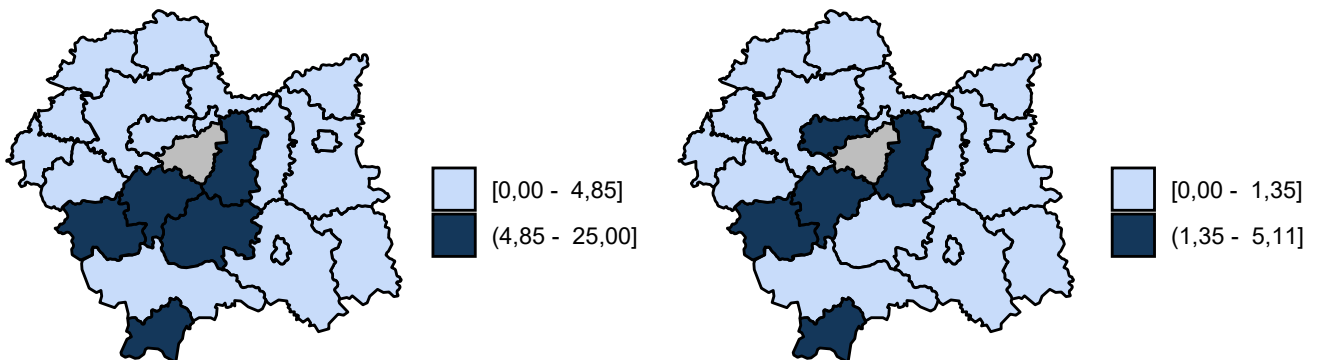 [0,00 - 4,85]
(4,85 - 25,00]
[0,00 - 1,35]
(1,35 - 5,11]